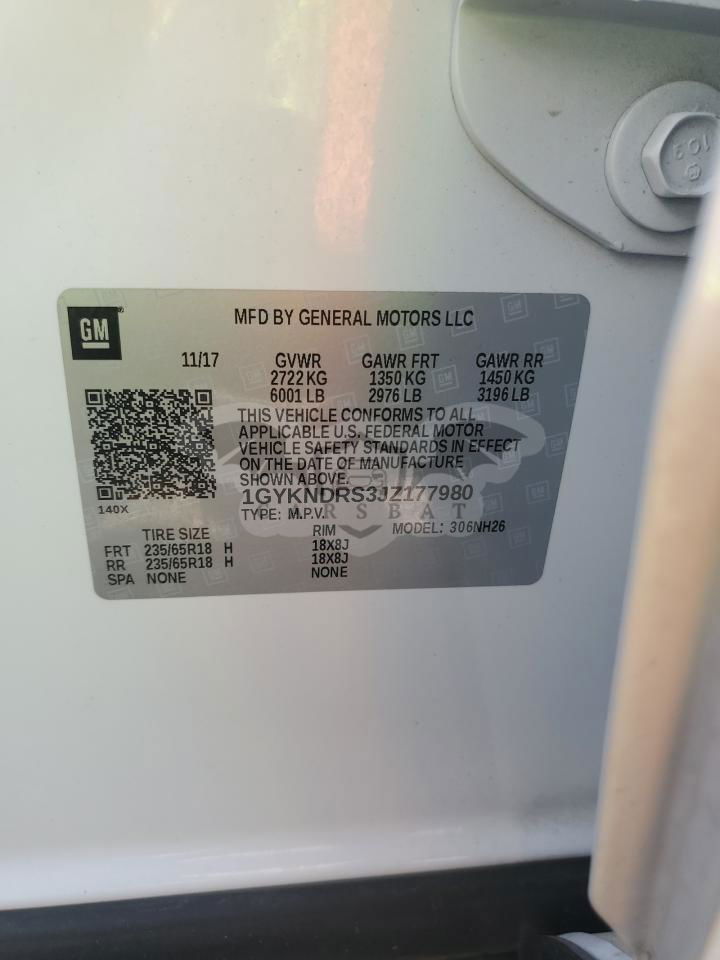 GM
MFD BY GENERAL MOTORS LLC
11/17 GVWR GAWR FRT GAWR RR
2722 KG 1350 KG 1450 KG
6001 LB 2976 LB 3196 LB
THIS VEHICLE CONFORMS TO ALL
APPLICABLE U.S. FEDERAL MOTOR
VEHICLE SAFETY STANDARDS IN EFFECT
ON THE DATE OF MANUFACTURE
SHOWN ABOVE.
1GYKNDRS3JZ177980
140X TYPE: M.P.V. MODEL: 306NH26
TIRE SIZE RIM
FRT 235/65R18 H 18X8J
RR 235/65R18 H 18X8J
SPA NONE NONE
10.9